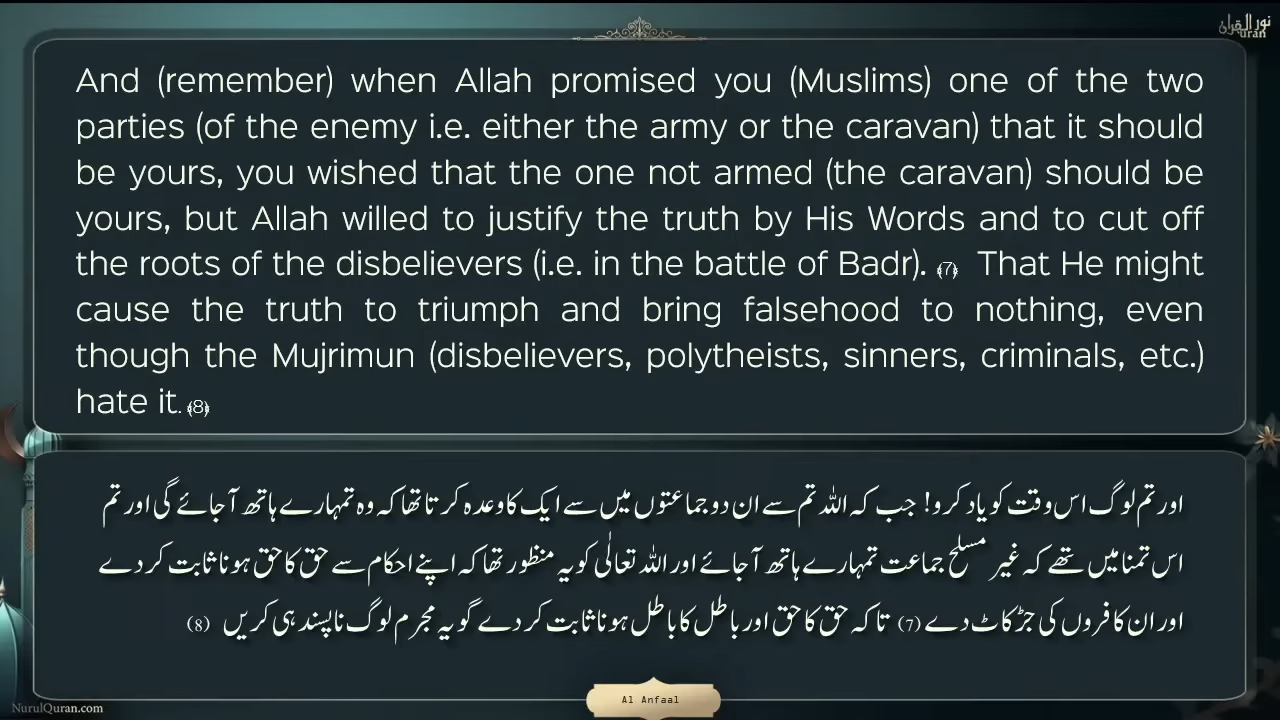 نور القرآن
uran
And (remember) when Allah promised you (Muslims) one of the two
parties (of the enemy i.e. either the army or the caravan) that it should
be yours, you wished that the one not armed (the caravan) should be
yours, but Allah willed to justify the truth by His Words and to cut off
the roots of the disbelievers (i.e. in the battle of Badr). ﴾7﴿ That He might
cause the truth to triumph and bring falsehood to nothing, even
though the Mujrimun (disbelievers, polytheists, sinners, criminals, etc.)
hate it. ﴾8﴿
اور تم لوگ اس وقت کو یاد کرو! جب کہ اللہ تم سے ان دو جماعتوں میں سے ایک کا وعدہ کرتا تھا کہ وہ تمہارے ہاتھ آجائے گی اور تم
اس تمنا میں تھے کہ غیر مسلح جماعت تمہارے ہاتھ آجائے اور اللہ تعالٰی کو یہ منظور تھا کہ اپنے احکام سے حق کا حق ہونا ثابت کردے
اور ان کافروں کی جڑ کاٹ دے (7) تاکہ حق کا حق اور باطل کا باطل ہونا ثابت کردے گو یہ مجرم لوگ ناپسند ہی کریں (8)
Al Anfaal
NurulQuran.com